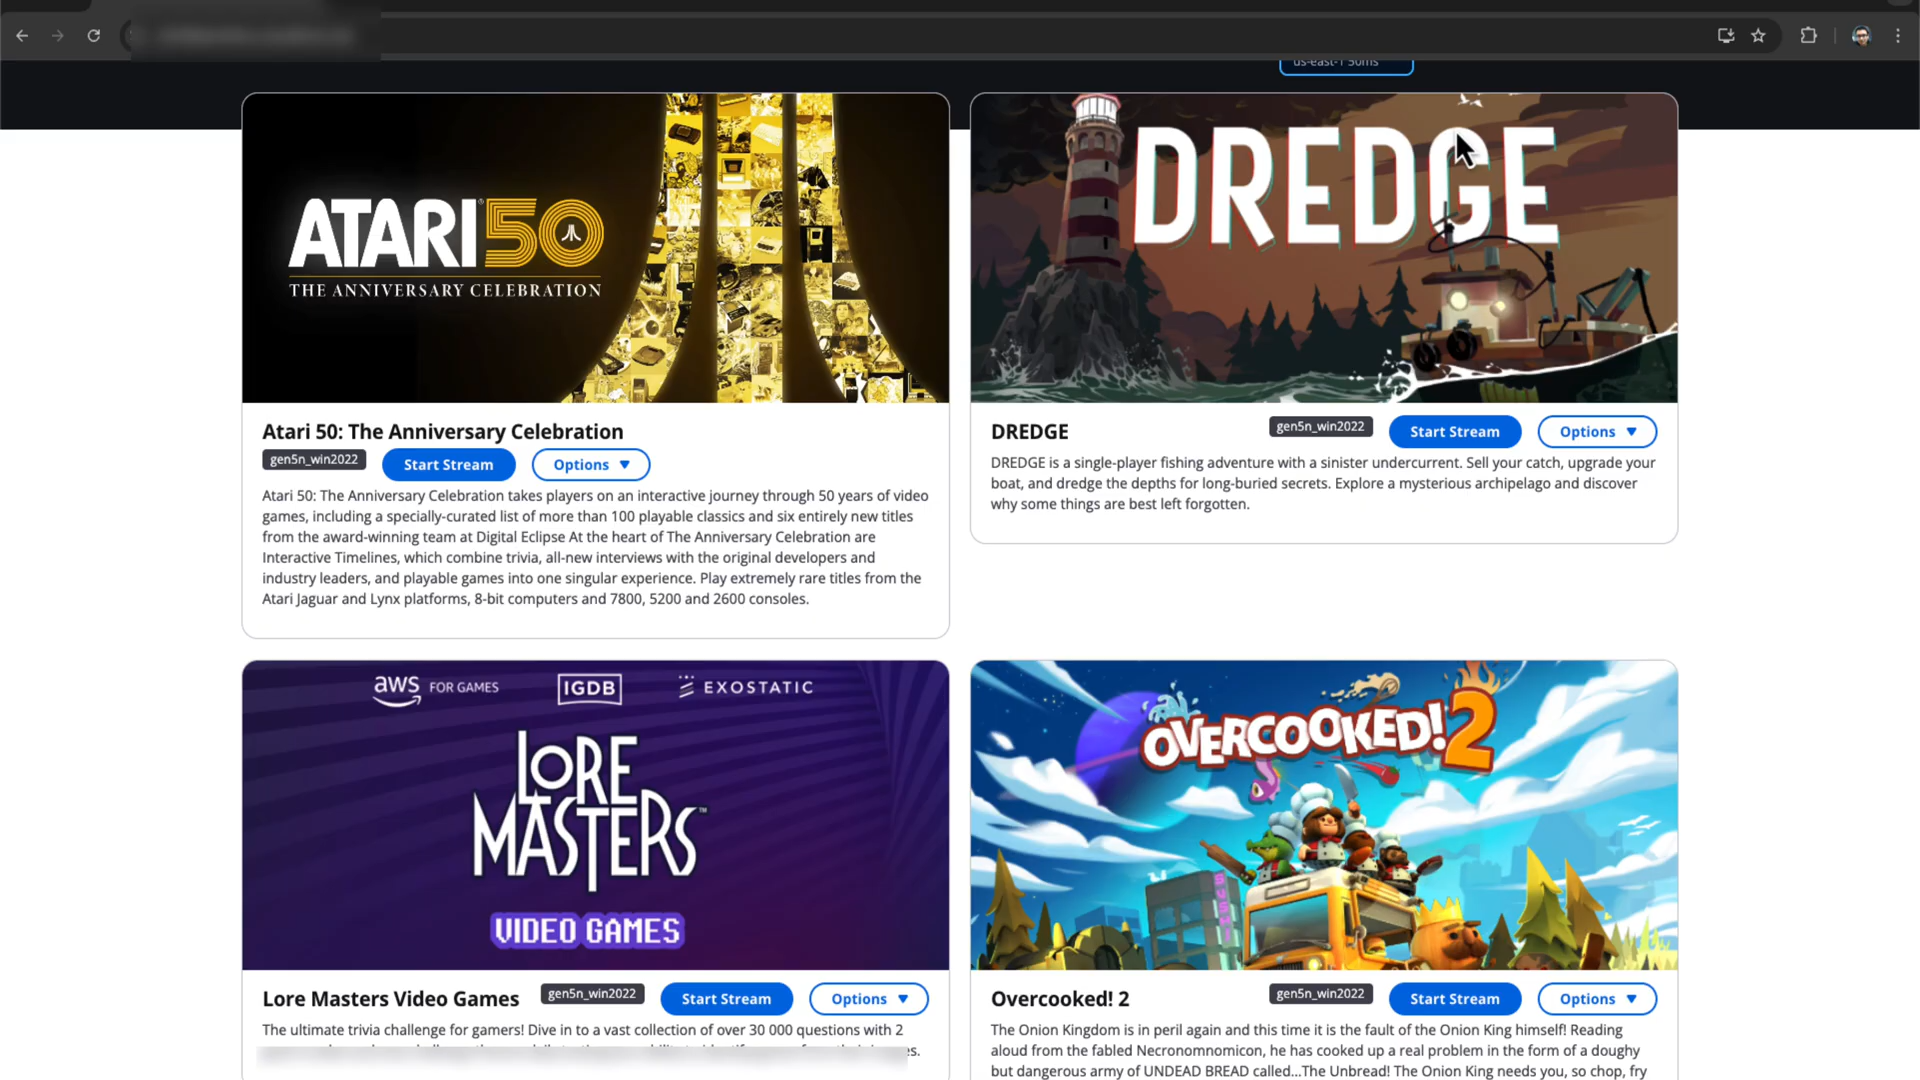 us-east-1 50ms
ATARI 50
THE ANNIVERSARY CELEBRATION
DREDGE
Atari 50: The Anniversary Celebration
gen5n_win2022
Start Stream
Options
Atari 50: The Anniversary Celebration takes players on an interactive journey through 50 years of video
games, including a specially-curated list of more than 100 playable classics and six entirely new titles
from the award-winning team at Digital Eclipse At the heart of The Anniversary Celebration are
Interactive Timelines, which combine trivia, all-new interviews with the original developers and
industry leaders, and playable games into one singular experience. Play extremely rare titles from the
Atari Jaguar and Lynx platforms, 8-bit computers and 7800, 5200 and 2600 consoles.
DREDGE
gen5n_win2022
Start Stream
Options
DREDGE is a single-player fishing adventure with a sinister undercurrent. Sell your catch, upgrade your
boat, and dredge the depths for long-buried secrets. Explore a mysterious archipelago and discover
why some things are best left forgotten.
aws FOR GAMES
IGDB
EXOSTATIC
LORE
MASTERS™
VIDEO GAMES
OVERCOOKED! 2
SUSHI
Lore Masters Video Games
gen5n_win2022
Start Stream
Options
The ultimate trivia challenge for gamers! Dive in to a vast collection of over 30 000 questions with 2
Overcooked! 2
gen5n_win2022
Start Stream
Options
The Onion Kingdom is in peril again and this time it is the fault of the Onion King himself! Reading
aloud from the fabled Necronomnomicon, he has cooked up a real problem in the form of a doughy
but dangerous army of UNDEAD BREAD called...The Unbread! The Onion King needs you, so chop, fry